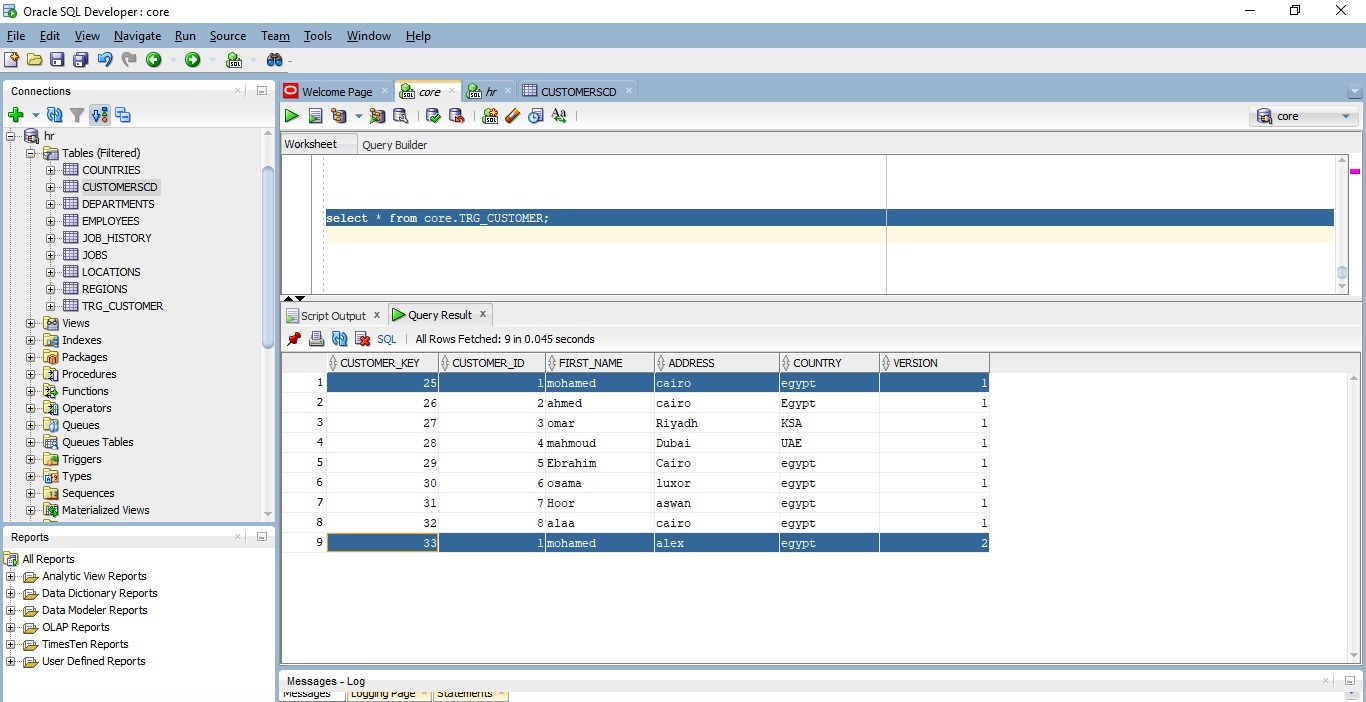 Oracle SQL Developer : core
File Edit View Navigate Run Source Team Tools Window Help
Connections
hr
Tables (Filtered)
COUNTRIES
CUSTOMERSCD
DEPARTMENTS
EMPLOYEES
JOB_HISTORY
JOBS
LOCATIONS
REGIONS
TRG_CUSTOMER
Views
Indexes
Packages
Procedures
Functions
Operators
Queues
Queues Tables
Triggers
Types
Sequences
Materialized Views
Reports
All Reports
Analytic View Reports
Data Dictionary Reports
Data Modeler Reports
OLAP Reports
TimesTen Reports
User Defined Reports
Welcome Page core hr CUSTOMERSCD
core
Worksheet Query Builder
select * from core.TRG_CUSTOMER;
Script Output x Query Result x
SQL | All Rows Fetched: 9 in 0.045 seconds
CUSTOMER_KEY CUSTOMER_ID FIRST_NAME ADDRESS COUNTRY VERSION
1 25 1 mohamed cairo egypt 1
2 26 2 ahmed cairo Egypt 1
3 27 3 omar Riyadh KSA 1
4 28 4 mahmoud Dubai UAE 1
5 29 5 Ebrahim Cairo egypt 1
6 30 6 osama luxor egypt 1
7 31 7 Hoor aswan egypt 1
8 32 8 alaa cairo egypt 1
9 33 1 mohamed alex egypt 2
Messages - Log
Messages Logging Page Statements